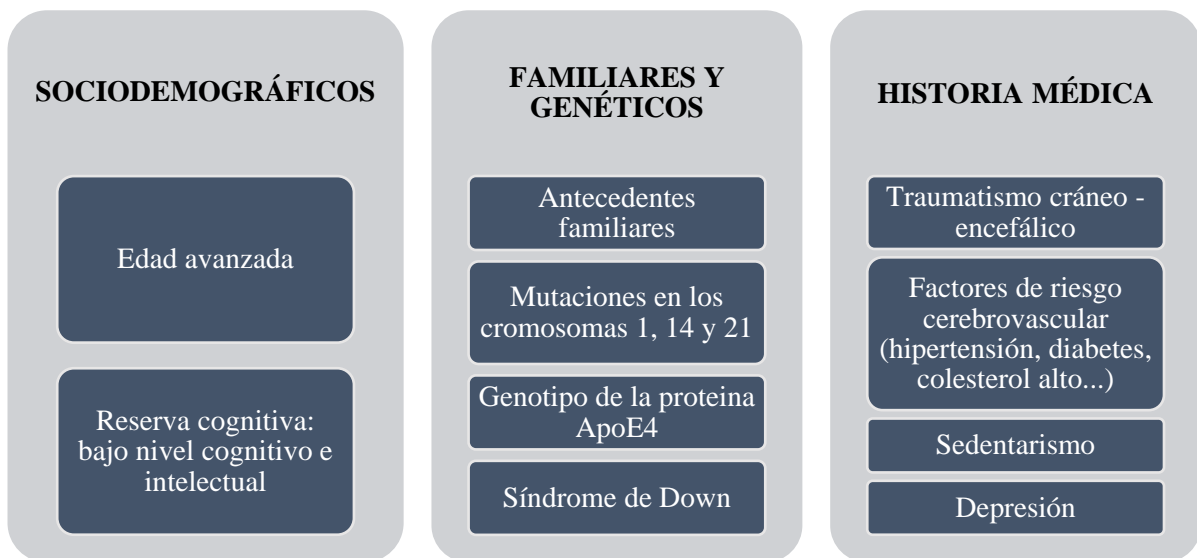 SOCIODEMOGRÁFICOS
Edad avanzada
Reserva cognitiva:
bajo nivel cognitivo e
intelectual
FAMILIARES Y
GENÉTICOS
Antecedentes
familiares
Mutaciones en los
cromosomas 1, 14 y 21
Genotipo de la proteina
ApoE4
Síndrome de Down
HISTORIA MÉDICA
Traumatismo cráneo -
encefálico
Factores de riesgo
cerebrovascular
(hipertensión, diabetes,
colesterol alto...)
Sedentarismo
Depresión